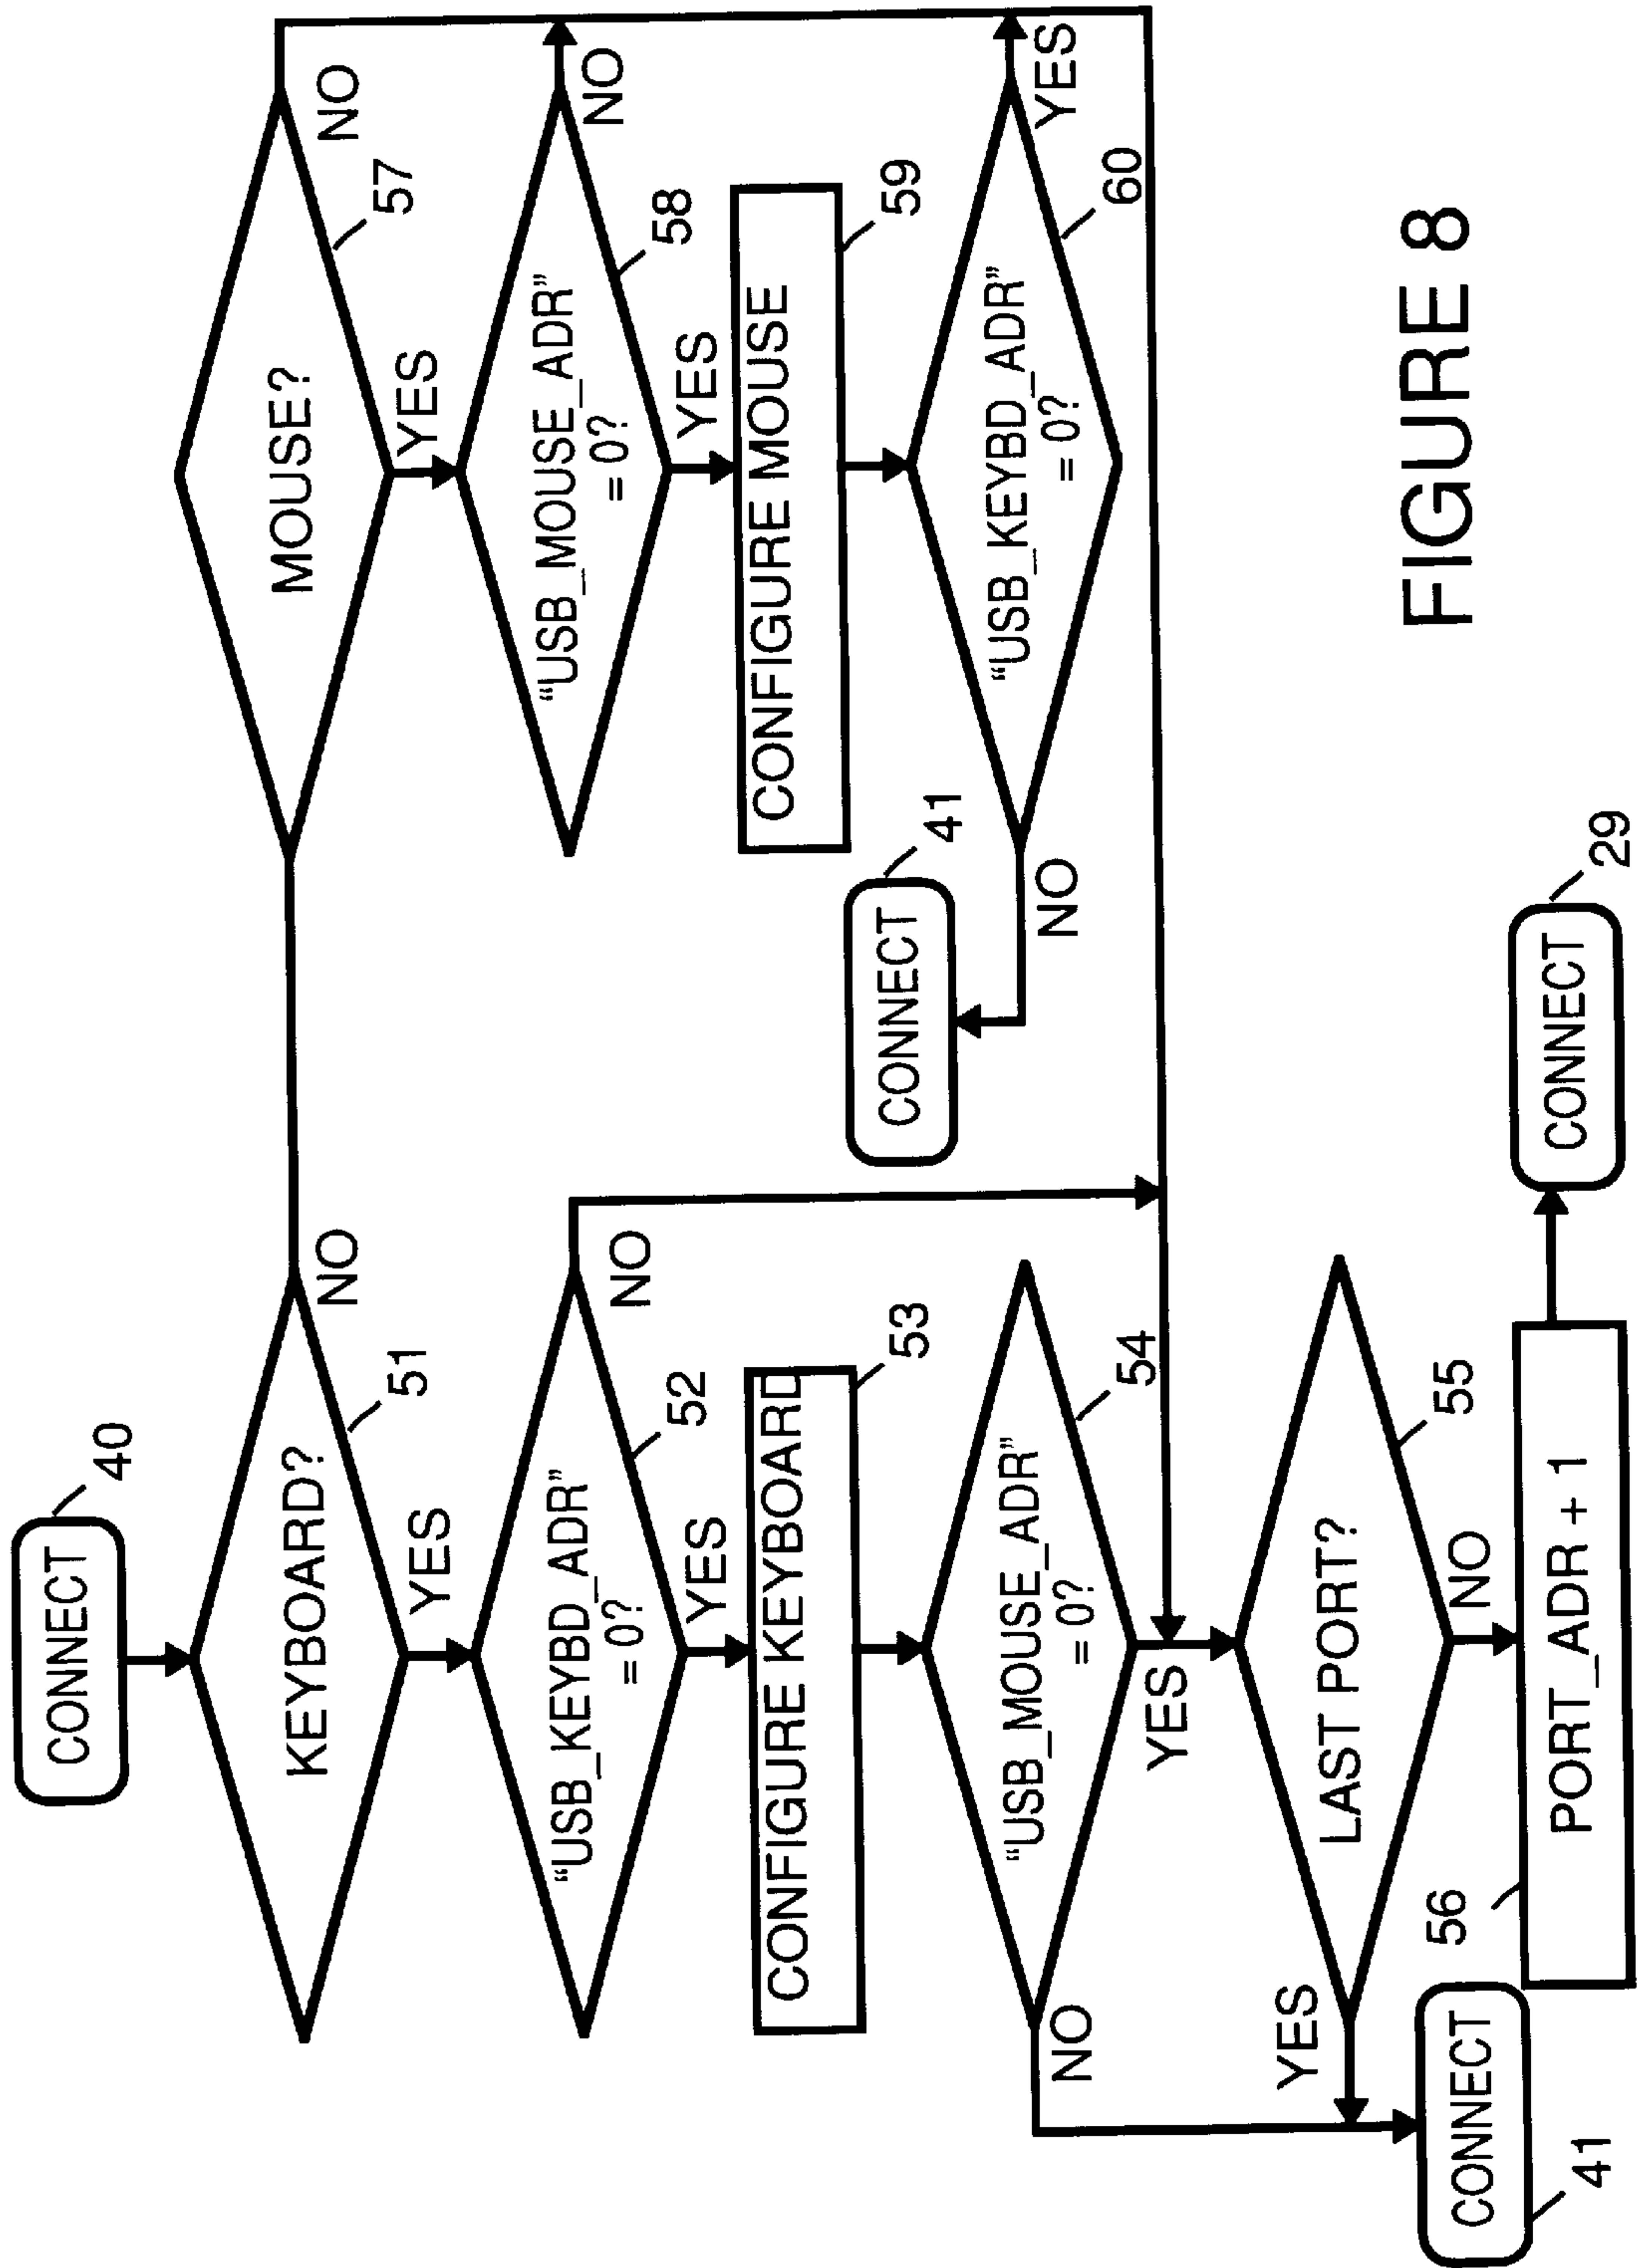 CONNECT
40
KEYBOARD?
51
NO
YES
"USB_KEYBD_ADR"
= 0?
52
NO
YES
CONFIGURE KEYBOARD
53
"USB_MOUSE_ADR"
= 0?
54
NO
YES
LAST PORT?
55
YES
NO
56
PORT_ADR + 1
CONNECT
41
CONNECT
29
MOUSE?
57
NO
YES
"USB_MOUSE_ADR"
= 0?
58
NO
YES
CONFIGURE MOUSE
59
"USB_KEYBD_ADR"
= 0?
60
YES
NO
CONNECT
41
FIGURE 8